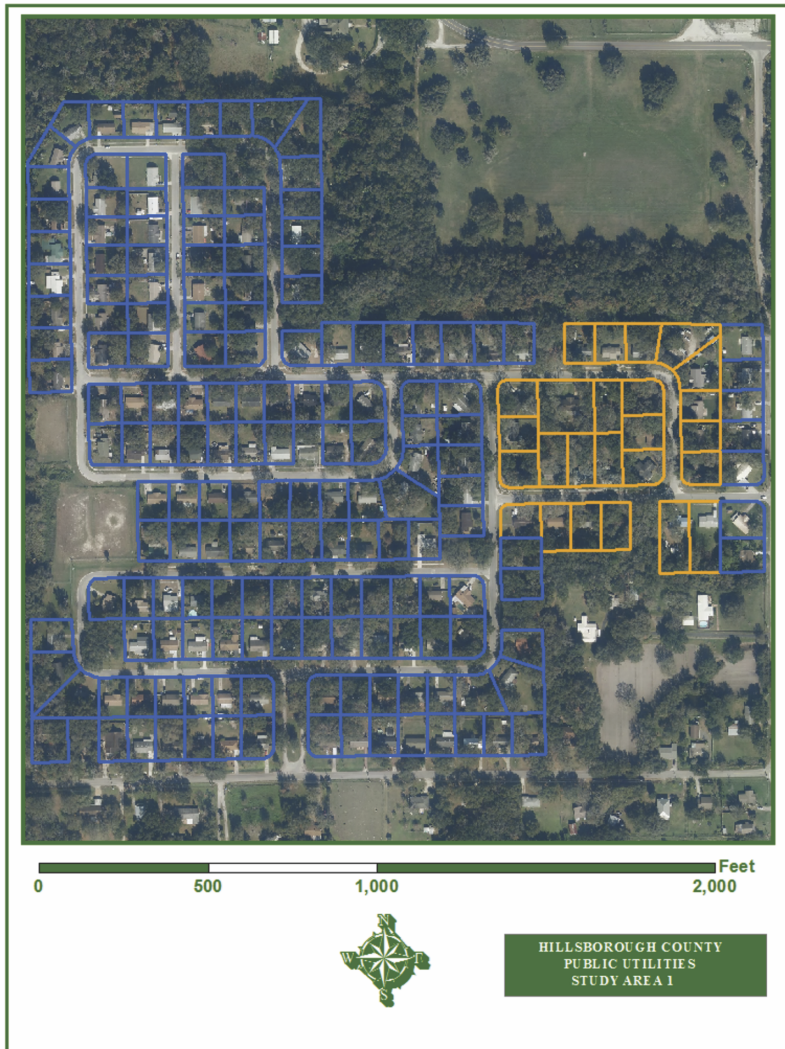 Feet
0 500 1,000 2,000
N
W E
S
HILLSBOROUGH COUNTY
PUBLIC UTILITIES
STUDY AREA 1